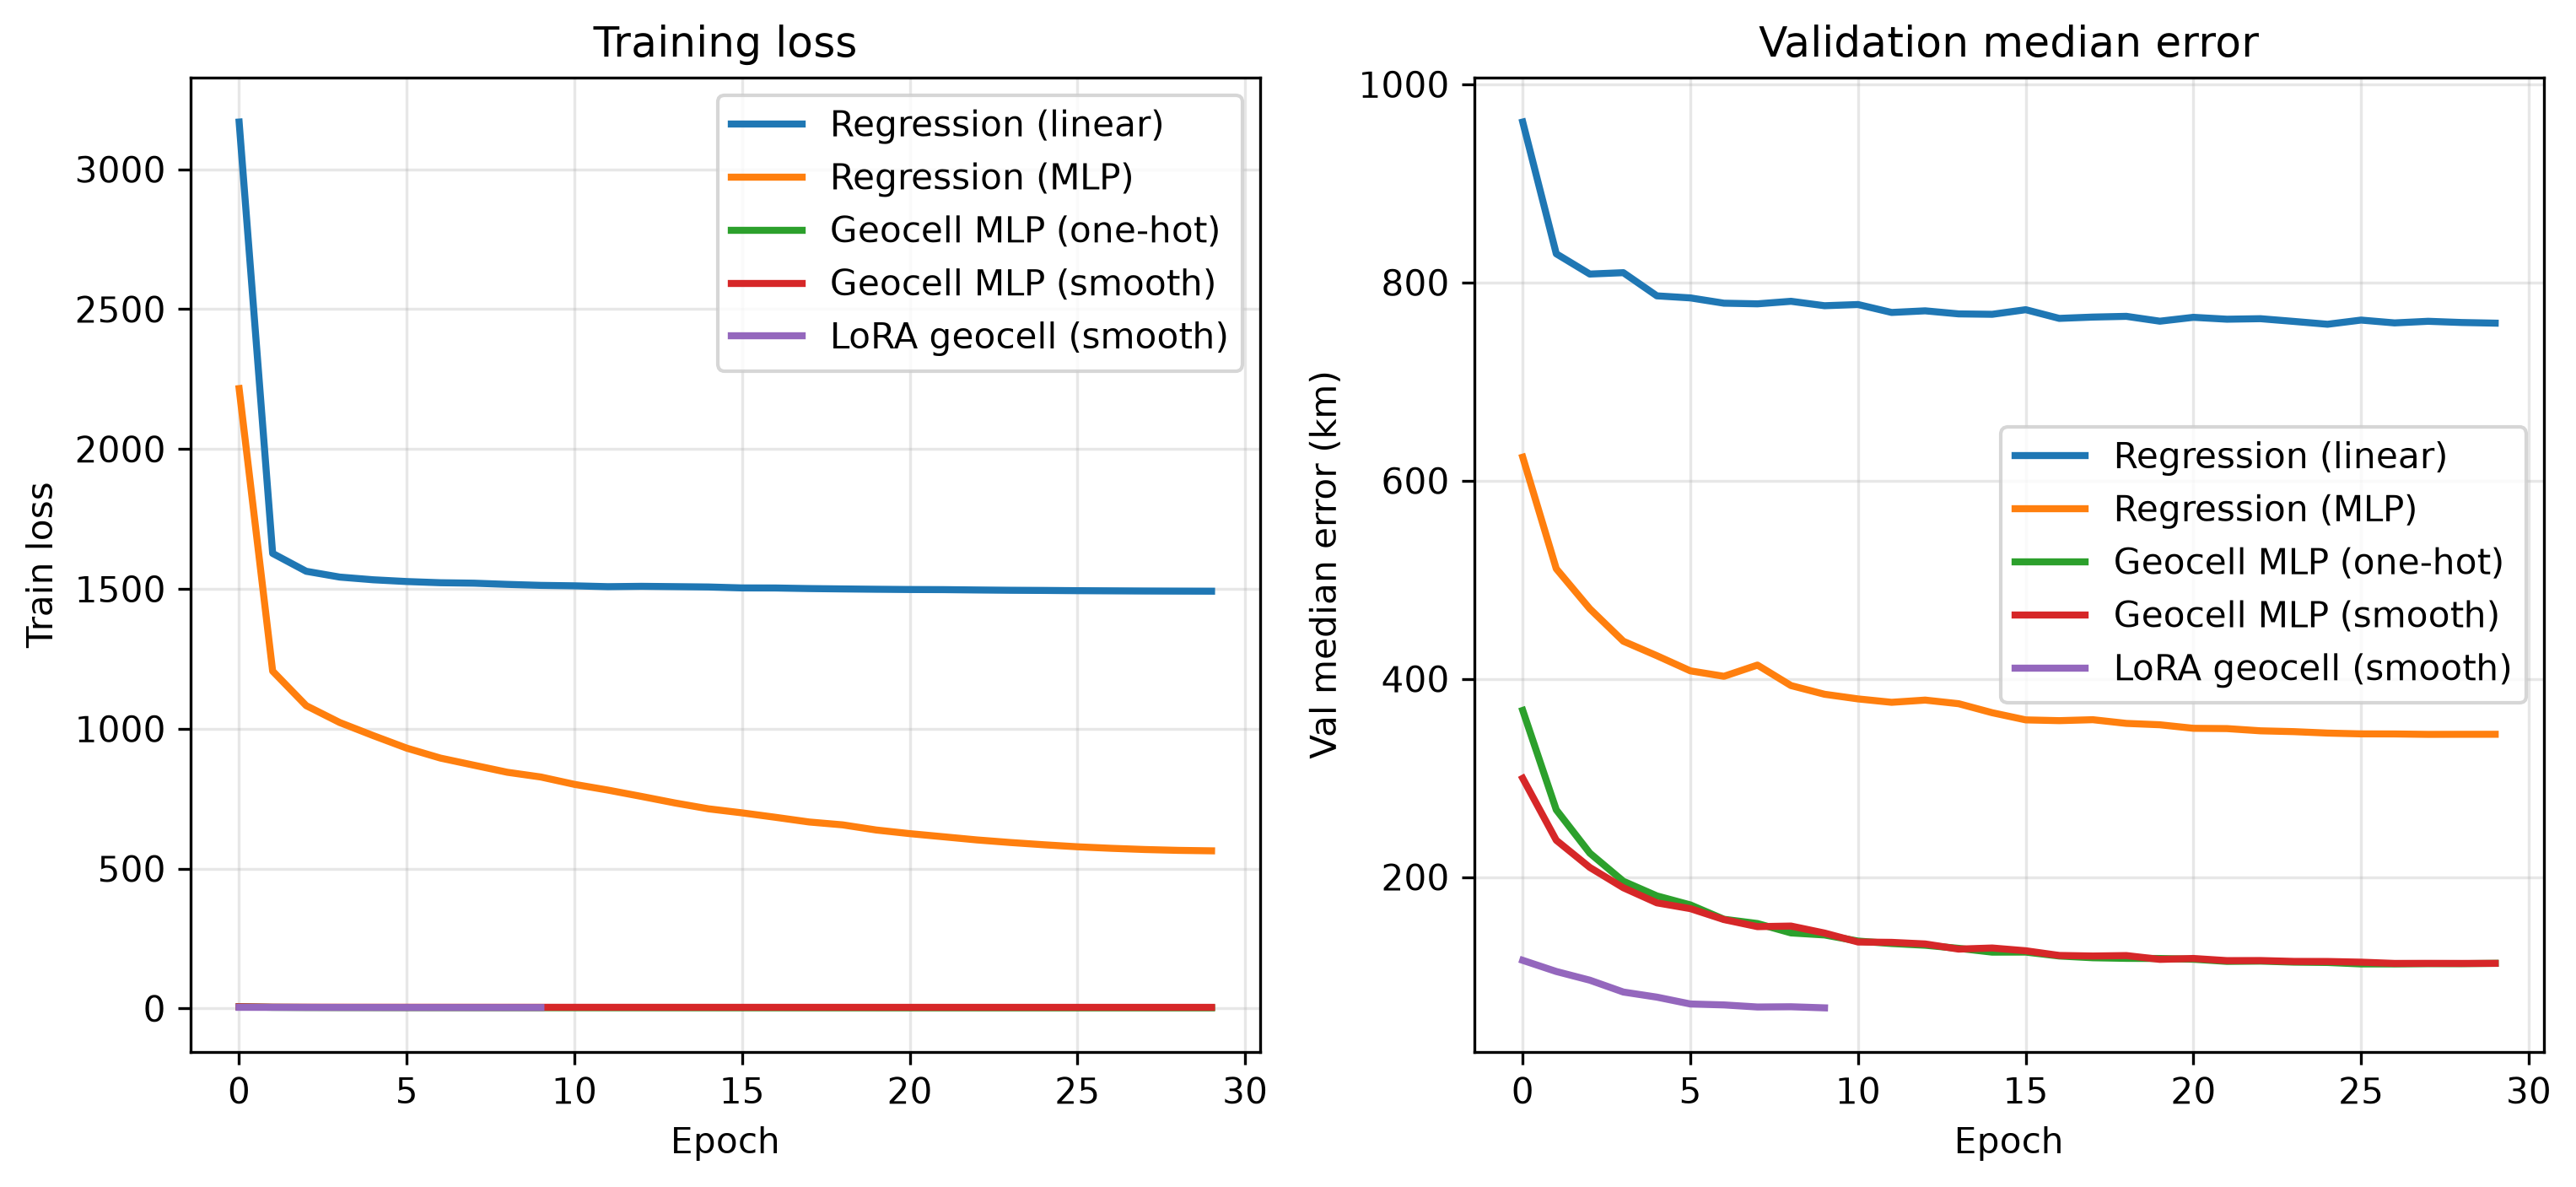 Training loss
Train loss
3000
2500
2000
1500
1000
500
0
0 5 10 15 20 25 30
Epoch
Regression (linear)
Regression (MLP)
Geocell MLP (one-hot)
Geocell MLP (smooth)
LoRA geocell (smooth)
Validation median error
Val median error (km)
1000
800
600
400
200
0 5 10 15 20 25 30
Epoch
Regression (linear)
Regression (MLP)
Geocell MLP (one-hot)
Geocell MLP (smooth)
LoRA geocell (smooth)